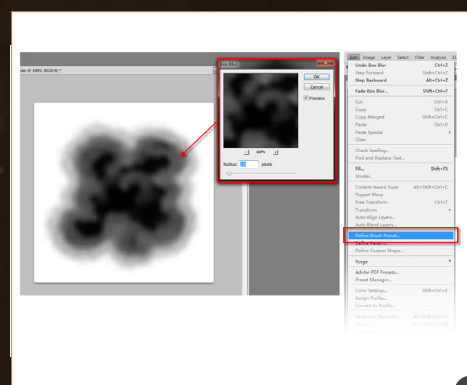 @ 100% (RGB/8) *
Box Blur
OK
Cancel
Preview
100%
Radius:
pixels
Edit Image Layer Select Filter Analysis
Undo Box Blur Ctrl+Z
Step Forward Shift+Ctrl+Z
Step Backward Alt+Ctrl+Z
Fade Box Blur... Shift+Ctrl+F
Cut Ctrl+X
Copy Ctrl+C
Copy Merged Shift+Ctrl+C
Paste Ctrl+V
Paste Special
Clear
Check Spelling...
Find and Replace Text...
Fill... Shift+F5
Stroke...
Content-Aware Scale Alt+Shift+Ctrl+C
Puppet Warp
Free Transform Ctrl+T
Transform
Auto-Align Layers...
Auto-Blend Layers...
Define Brush Preset...
Define Pattern...
Define Custom Shape...
Purge
Adobe PDF Presets...
Preset Manager...
Color Settings... Shift+Ctrl+K
Assign Profile...
Convert to Profile...
Keyboard Shortcuts...